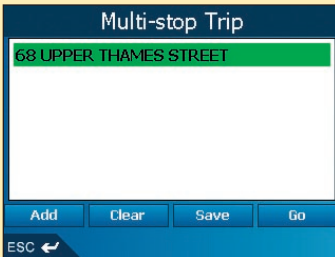 Multi-stop Trip
68 UPPER THAMES STREET
Add Clear Save Go
ESC